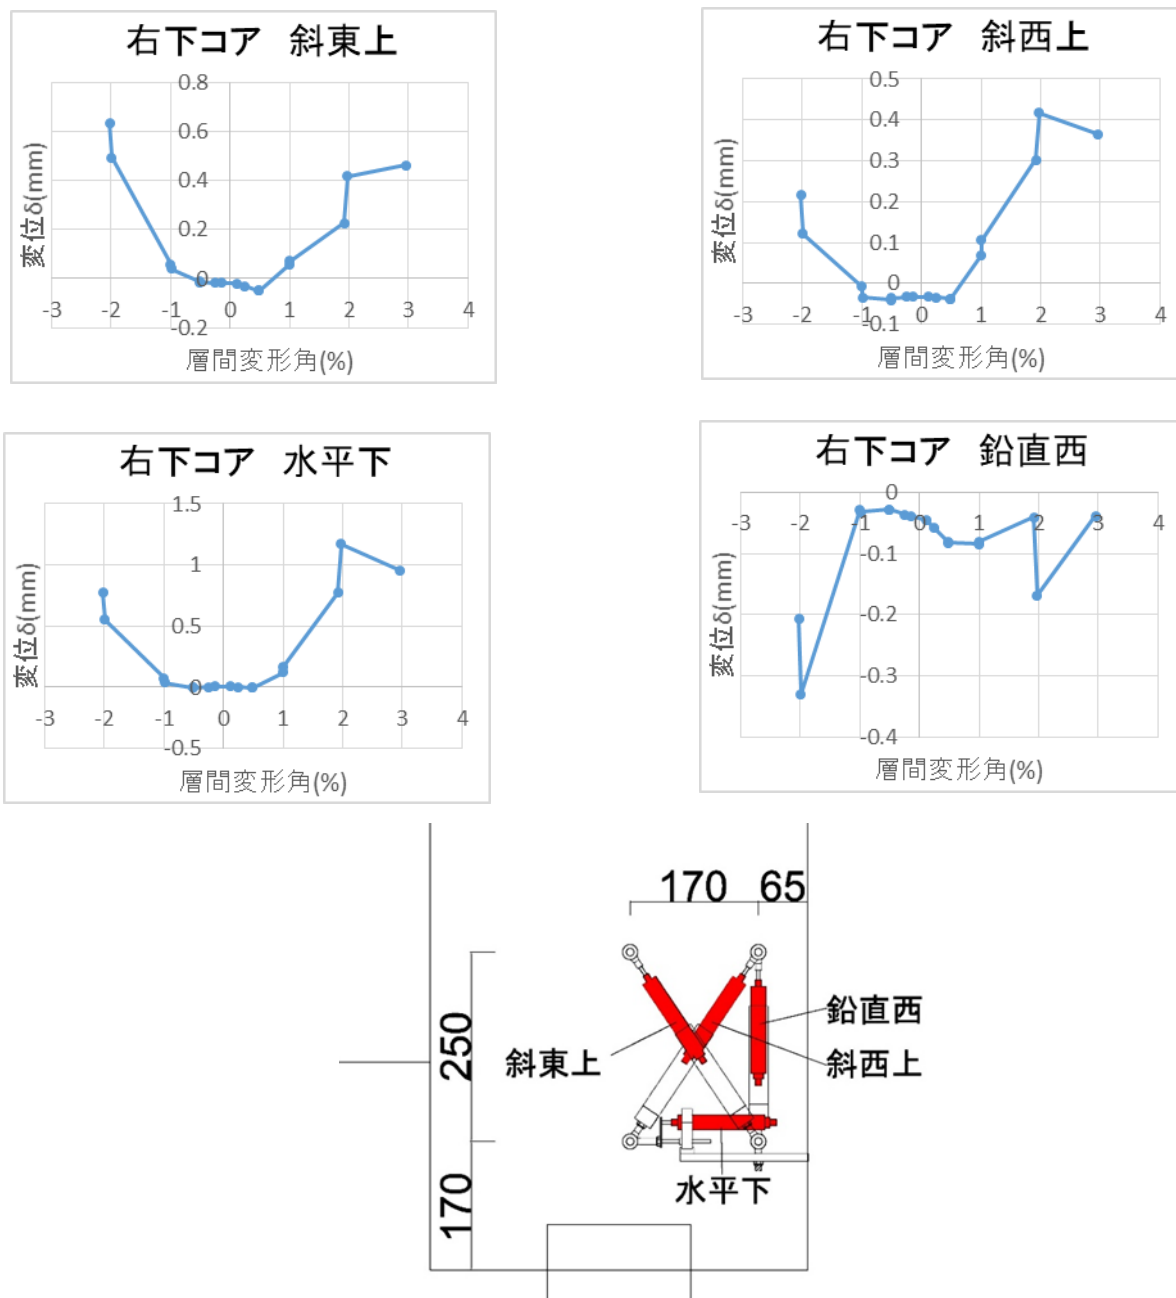 右下コア　斜東上
0.8
0.6
0.4
0.2
0
-0.2
-3 -2 -1 0 1 2 3 4
変位δ(mm)
層間変形角(%)
右下コア　斜西上
0.5
0.4
0.3
0.2
0.1
0
-0.1
-3 -2 -1 0 1 2 3 4
変位δ(mm)
層間変形角(%)
右下コア　水平下
1.5
1
0.5
0
-0.5
-3 -2 -1 0 1 2 3 4
変位δ(mm)
層間変形角(%)
右下コア　鉛直西
0
-0.1
-0.2
-0.3
-0.4
-3 -2 -1 0 1 2 3 4
変位δ(mm)
層間変形角(%)
170 65
250
170
鉛直西
斜東上
斜西上
水平下